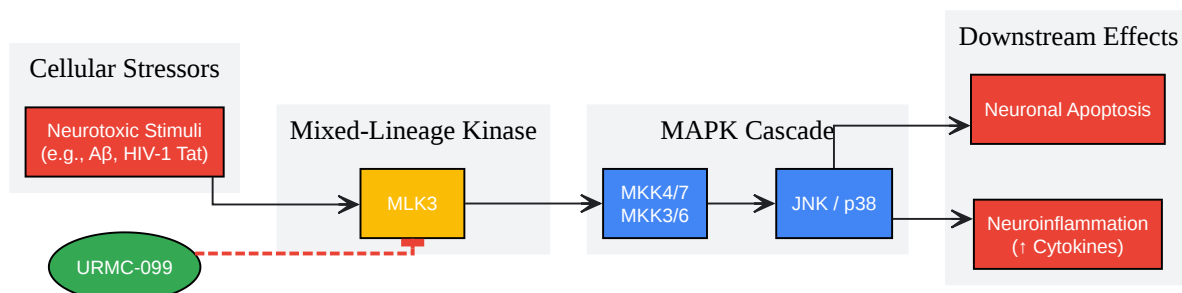 Cellular Stressors
Neurotoxic Stimuli
(e.g., Aβ, HIV-1 Tat)
URMC-099
Mixed-Lineage Kinase
MLK3
MAPK Cascade
MKK4/7
MKK3/6
JNK / p38
Downstream Effects
Neuronal Apoptosis
Neuroinflammation
(↑ Cytokines)